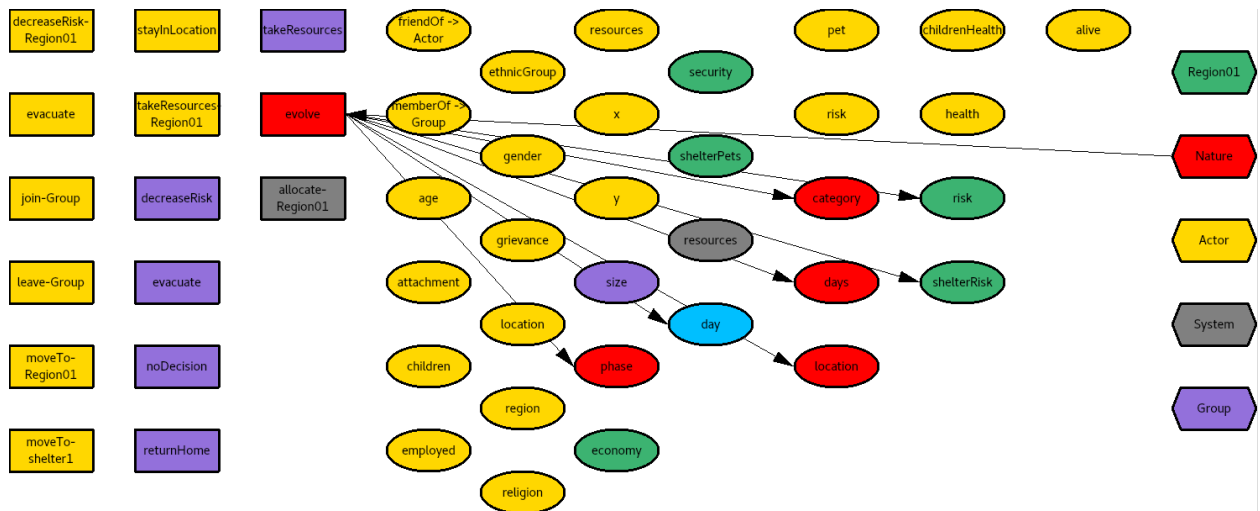 decreaseRisk-
Region01
stayInLocation
takeResources
friendOf ->
Actor
resources
pet
childrenHealth
alive
ethnicGroup
security
Region01
evacuate
takeResources-
Region01
evolve
memberOf ->
Group
x
risk
health
gender
shelterPets
Nature
join-Group
decreaseRisk
allocate-
Region01
age
y
category
risk
grievance
resources
Actor
leave-Group
evacuate
attachment
size
days
shelterRisk
location
day
System
moveTo-
Region01
noDecision
children
phase
location
region
Group
moveTo-
shelter1
returnHome
employed
economy
religion